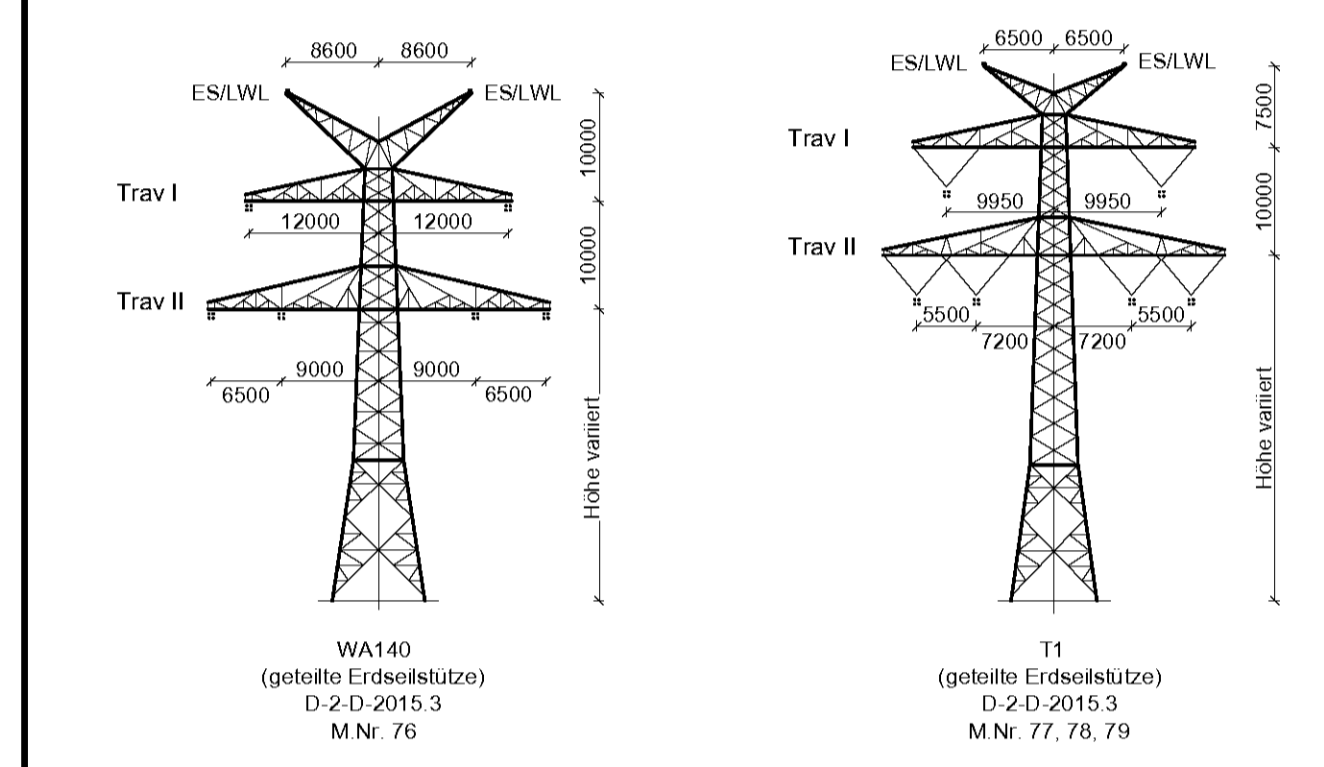 8600 8600
ES/LWL ES/LWL
10000
Trav I
12000 12000
10000
Trav II
9000 9000
6500 6500
Höhe variiert
WA140
(geteilte Erdseilstütze)
D-2-D-2015.3
M.Nr. 76
6500 6500
ES/LWL ES/LWL
7500
Trav I
9950 9950
10000
Trav II
5500 5500
7200 7200
Höhe variiert
T1
(geteilte Erdseilstütze)
D-2-D-2015.3
M.Nr. 77, 78, 79